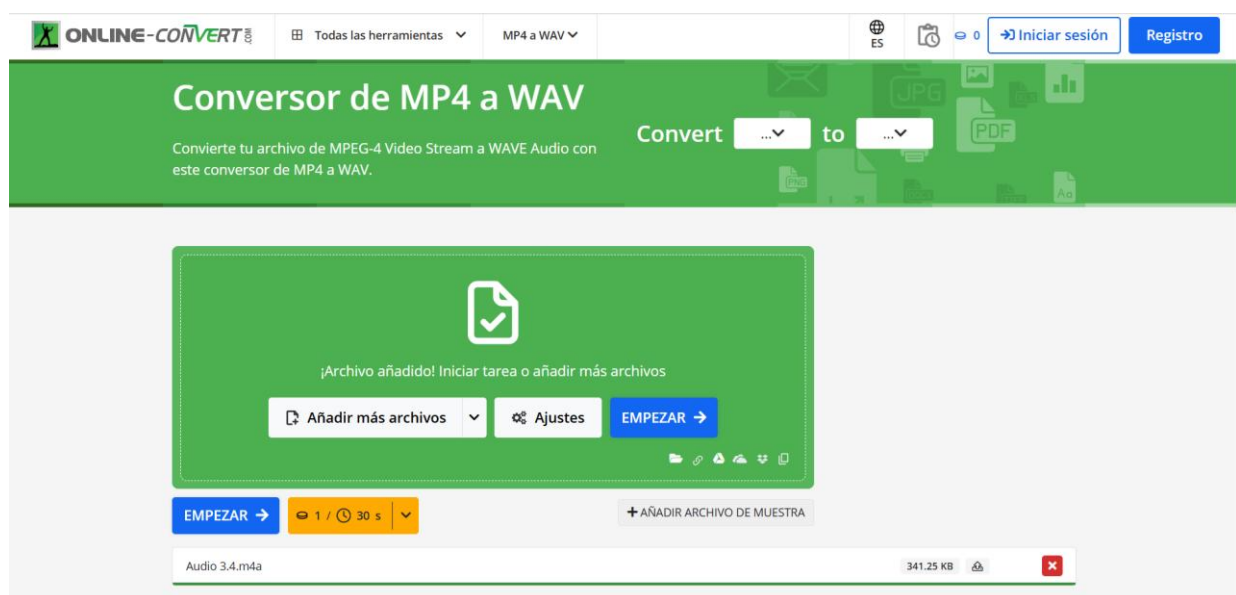 ONLINE-CONVERT.COM
Todas las herramientas
MP4 a WAV
ES
0
Iniciar sesión
Registro
Conversor de MP4 a WAV
Convierte tu archivo de MPEG-4 Video Stream a WAVE Audio con
este conversor de MP4 a WAV.
Convert ... to ...
JPG
PDF
PNG
Aa
¡Archivo añadido! Iniciar tarea o añadir más archivos
Añadir más archivos
Ajustes
EMPEZAR
EMPEZAR
1 / 30 s
+ AÑADIR ARCHIVO DE MUESTRA
Audio 3.4.m4a
341.25 KB